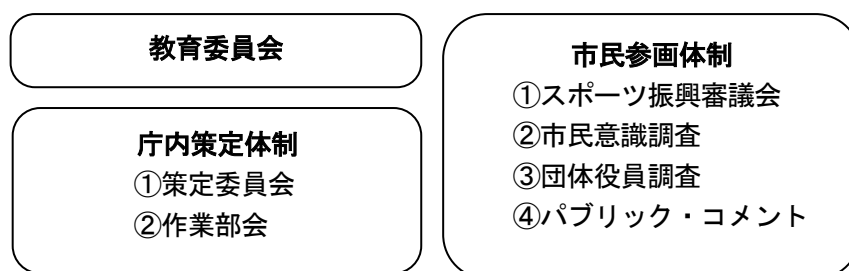 教育委員会
庁内策定体制
①策定委員会
②作業部会
市民参画体制
①スポーツ振興審議会
②市民意識調査
③団体役員調査
④パブリック・コメント